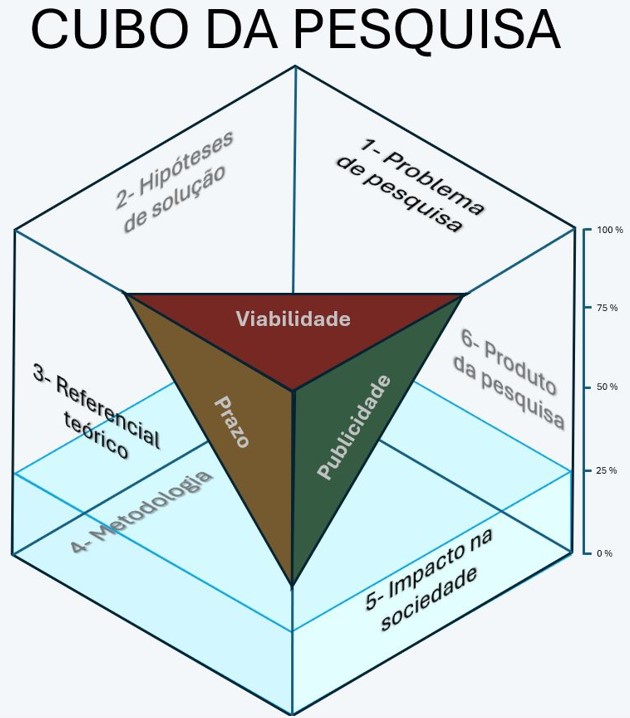 CUBO DA PESQUISA
2- Hipóteses
de solução
1- Problema
de pesquisa
100 %
75 %
50 %
25 %
0 %
Viabilidade
Prazo
Publicidade
6- Produto
da pesquisa
3- Referencial
teórico
4- Metodologia
5- Impacto na
sociedade